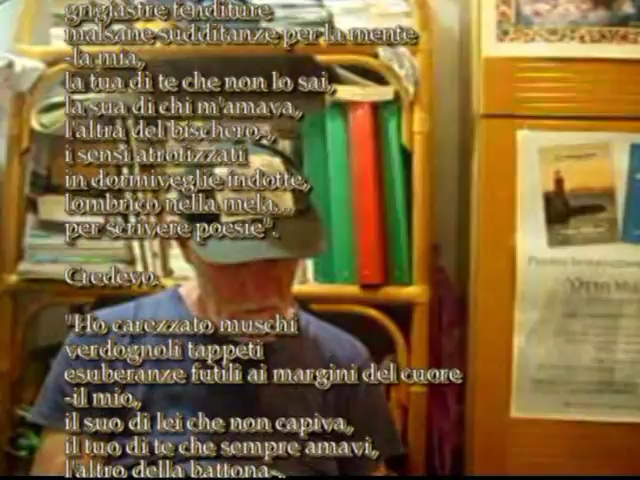 grigiastre fenditure
malsane sudditanze per la mente
-la mia,
la tua di te che non lo sai,
la sua di chi m'amava,
l'altra del bischero-,
i sensi atrofizzati
in dormiveglie indotte,
lombrico nella mela...
per scrivere poesie".
Credevo.
"Ho carezzato muschi
verdognoli tappeti
esuberanze futili ai margini del cuore
-il mio,
il suo di lei che non capiva,
il tuo di te che sempre amavi,
l'altro della battona-,